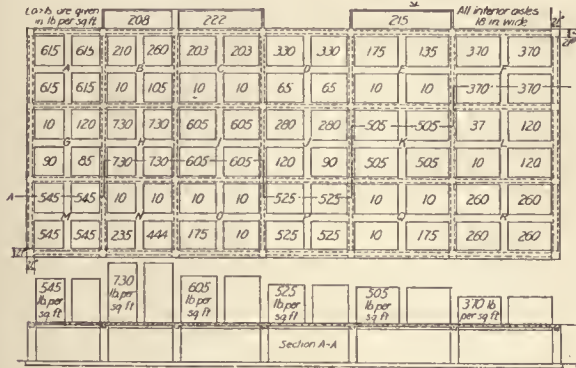 Loads are given
in lb per sq ft
208 222 215
All interior aisles
18 in wide
615 615 210 260 203 203 330 330 175 135 370 370
A B C D E F
615 615 10 105 10 10 65 65 10 10 370 370
10 120 730 730 605 605 280 280 505 505 37 120
G H I J K L
90 85 730 730 605 605 120 90 505 505 10 120
A 545 545 10 10 10 10 525 525 10 10 260 260
M N O P Q R
545 545 235 444 175 10 525 525 10 175 260 260
545 lb per sq ft
730 lb per sq ft
605 lb per sq ft
525 lb per sq ft
505 lb per sq ft
370 lb per sq ft
Section A-A